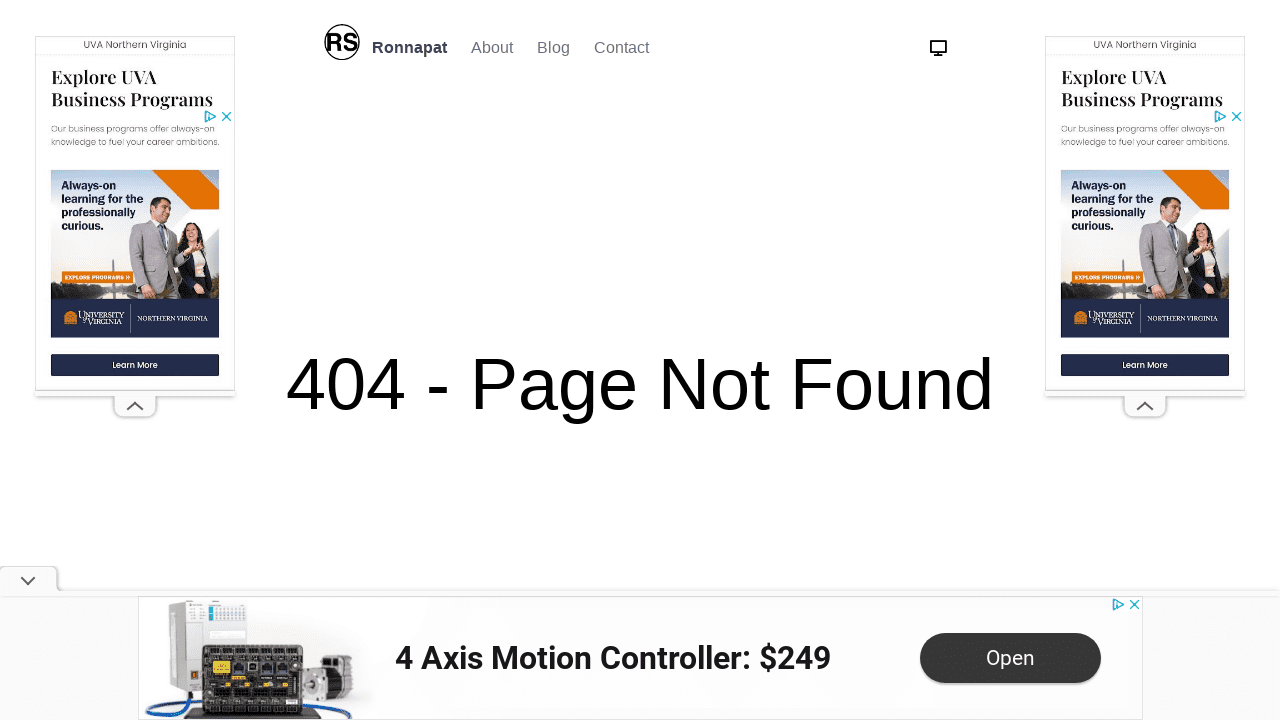 RS Ronnapat About Blog Contact
UVA Northern Virginia
Explore UVA
Business Programs
Our business programs offer always-on
knowledge to fuel your career ambitions.
Always-on
learning for the
professionally
curious.
EXPLORE PROGRAMS
UNIVERSITY of VIRGINIA NORTHERN VIRGINIA
Learn More
UVA Northern Virginia
Explore UVA
Business Programs
Our business programs offer always-on
knowledge to fuel your career ambitions.
Always-on
learning for the
professionally
curious.
EXPLORE PROGRAMS
UNIVERSITY of VIRGINIA NORTHERN VIRGINIA
Learn More
404 - Page Not Found
4 Axis Motion Controller: $249
Open